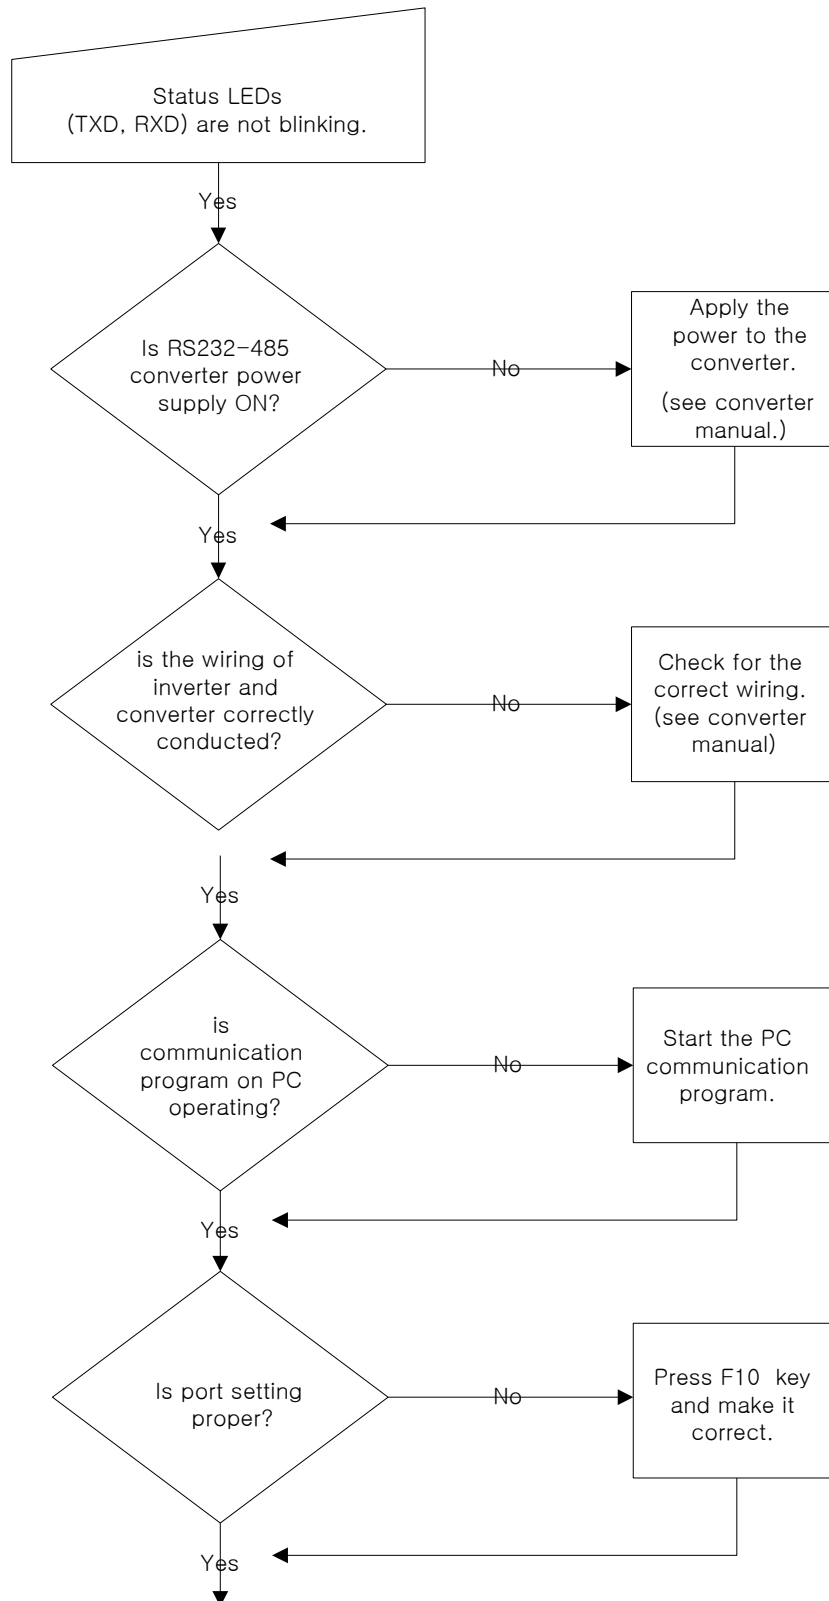 Status LEDs
(TXD, RXD) are not blinking.
Yes
Is RS232-485
converter power
supply ON?
No
Apply the
power to the
converter.
(see converter
manual.)
Yes
is the wiring of
inverter and
converter correctly
conducted?
No
Check for the
correct wiring.
(see converter
manual)
Yes
is
communication
program on PC
operating?
No
Start the PC
communication
program.
Yes
Is port setting
proper?
No
Press F10 key
and make it
correct.
Yes